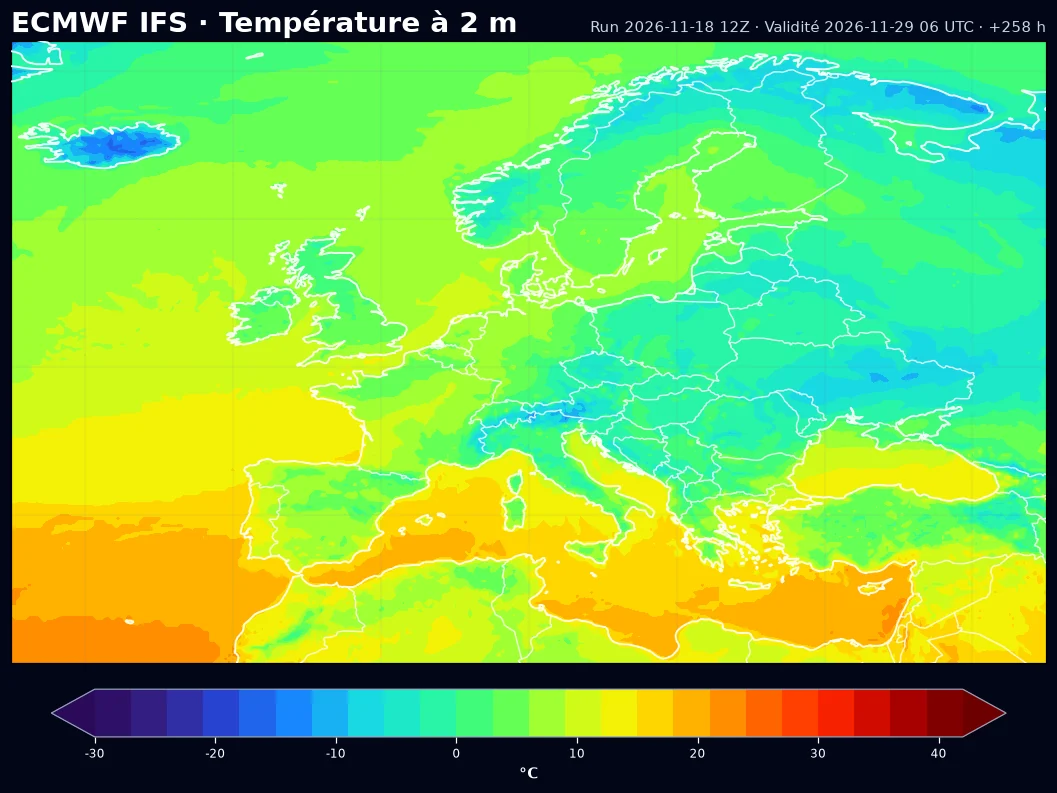 ECMWF IFS · Température à 2 m
Run 2026-11-18 12Z · Validité 2026-11-29 06 UTC · +258 h
-30 -20 -10 0 10 20 30 40
°C